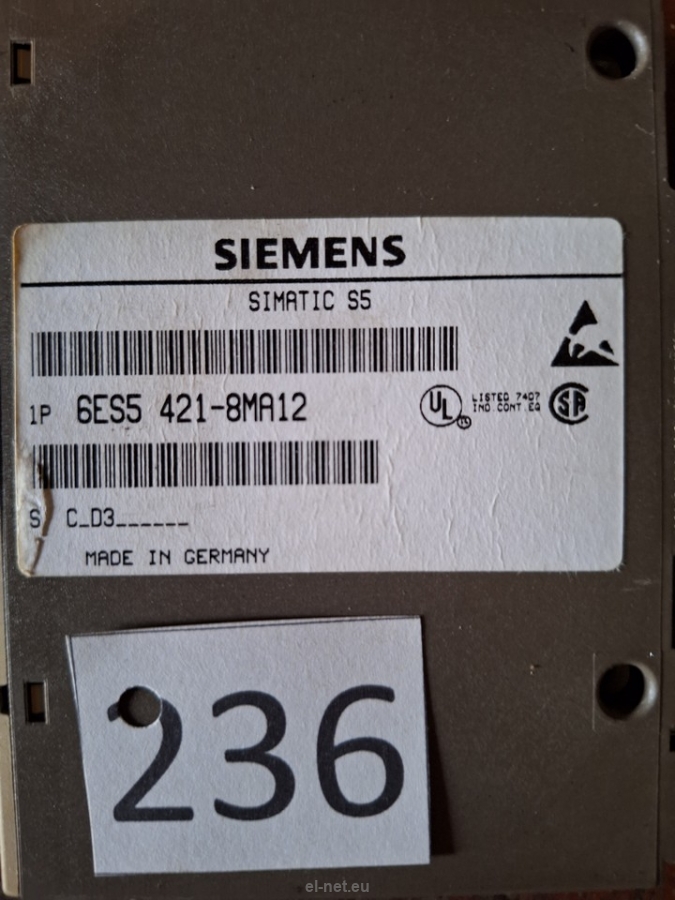 SIEMENS
SIMATIC S5
1P 6ES5 421-8MA12
UL LISTED 7407
IND.CONT.EQ
S C_D3______
MADE IN GERMANY
236
el-net.eu